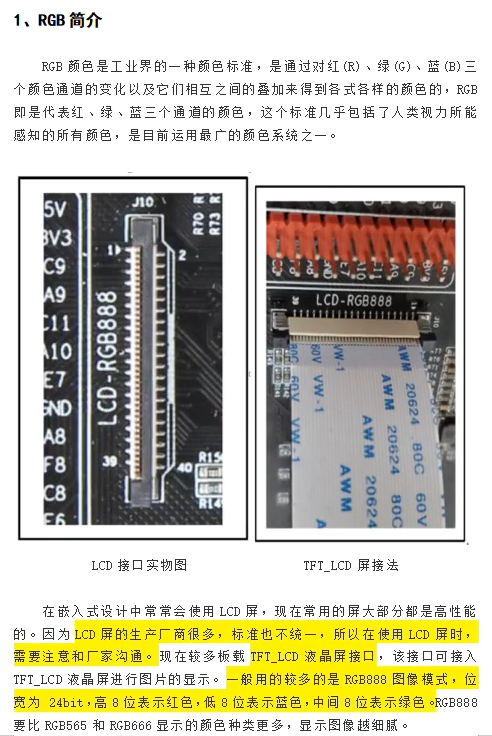 1、RGB 简介
RGB 颜色是工业界的一种颜色标准，是通过对红(R)、绿(G)、蓝(B)三
个颜色通道的变化以及它们相互之间的叠加来得到各式各样的颜色的，RGB
即是代表红、绿、蓝三个通道的颜色，这个标准几乎包括了人类视力所能
感知的所有颜色，是目前运用最广的颜色系统之一。
5V
3V3
C9
A9
C11
A10
E7
GND
A8
F8
C8
E6
J10
R70
R73
1
2
LCD-RGB888
39
40
R150
LCD-RGB888
39
J10
80C 60V VW-1
60V VW-1
AWM 20624 80C
AWM 20624 80C 60V
AWM 20624 80C 60V
LCD 接口实物图
TFT_LCD 屏接法
在嵌入式设计中常常会使用 LCD 屏，现在常用的屏大部分都是高性能
的。因为 LCD 屏的生产厂商很多，标准也不统一，所以在使用 LCD 屏时，
需要注意和厂家沟通。现在较多板载 TFT_LCD 液晶屏接口，该接口可接入
TFT_LCD 液晶屏进行图片的显示。一般用的较多的是 RGB888 图像模式，位
宽为 24bit，高 8 位表示红色，低 8 位表示蓝色，中间 8 位表示绿色。RGB888
要比 RGB565 和 RGB666 显示的颜色种类更多，显示图像越细腻。